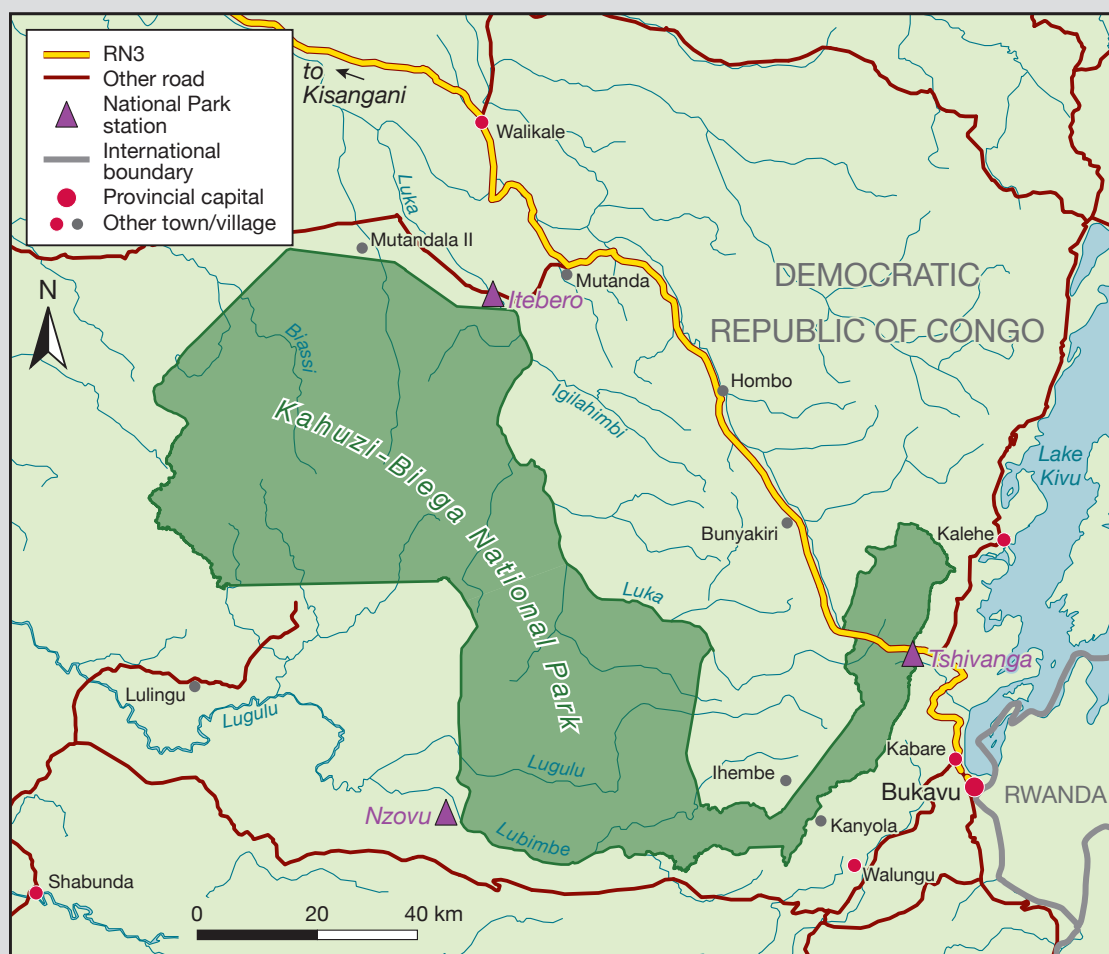 RN3
Other road
National Park
station
International
boundary
Provincial capital
Other town/village
to
Kisangani
Walikale
Luka
Mutandala II
Mutanda
Itebero
N
DEMOCRATIC
REPUBLIC OF CONGO
Biassi
Hombo
Igilahimbi
Kahuzi-Biega National Park
Lake
Kivu
Bunyakiri
Kalehe
Luka
Tshivanga
Lulingu
Lugulu
Kabare
Lugulu
Ihembe
Bukavu
RWANDA
Nzovu
Lubimbe
Kanyola
Walungu
Shabunda
0 20 40 km